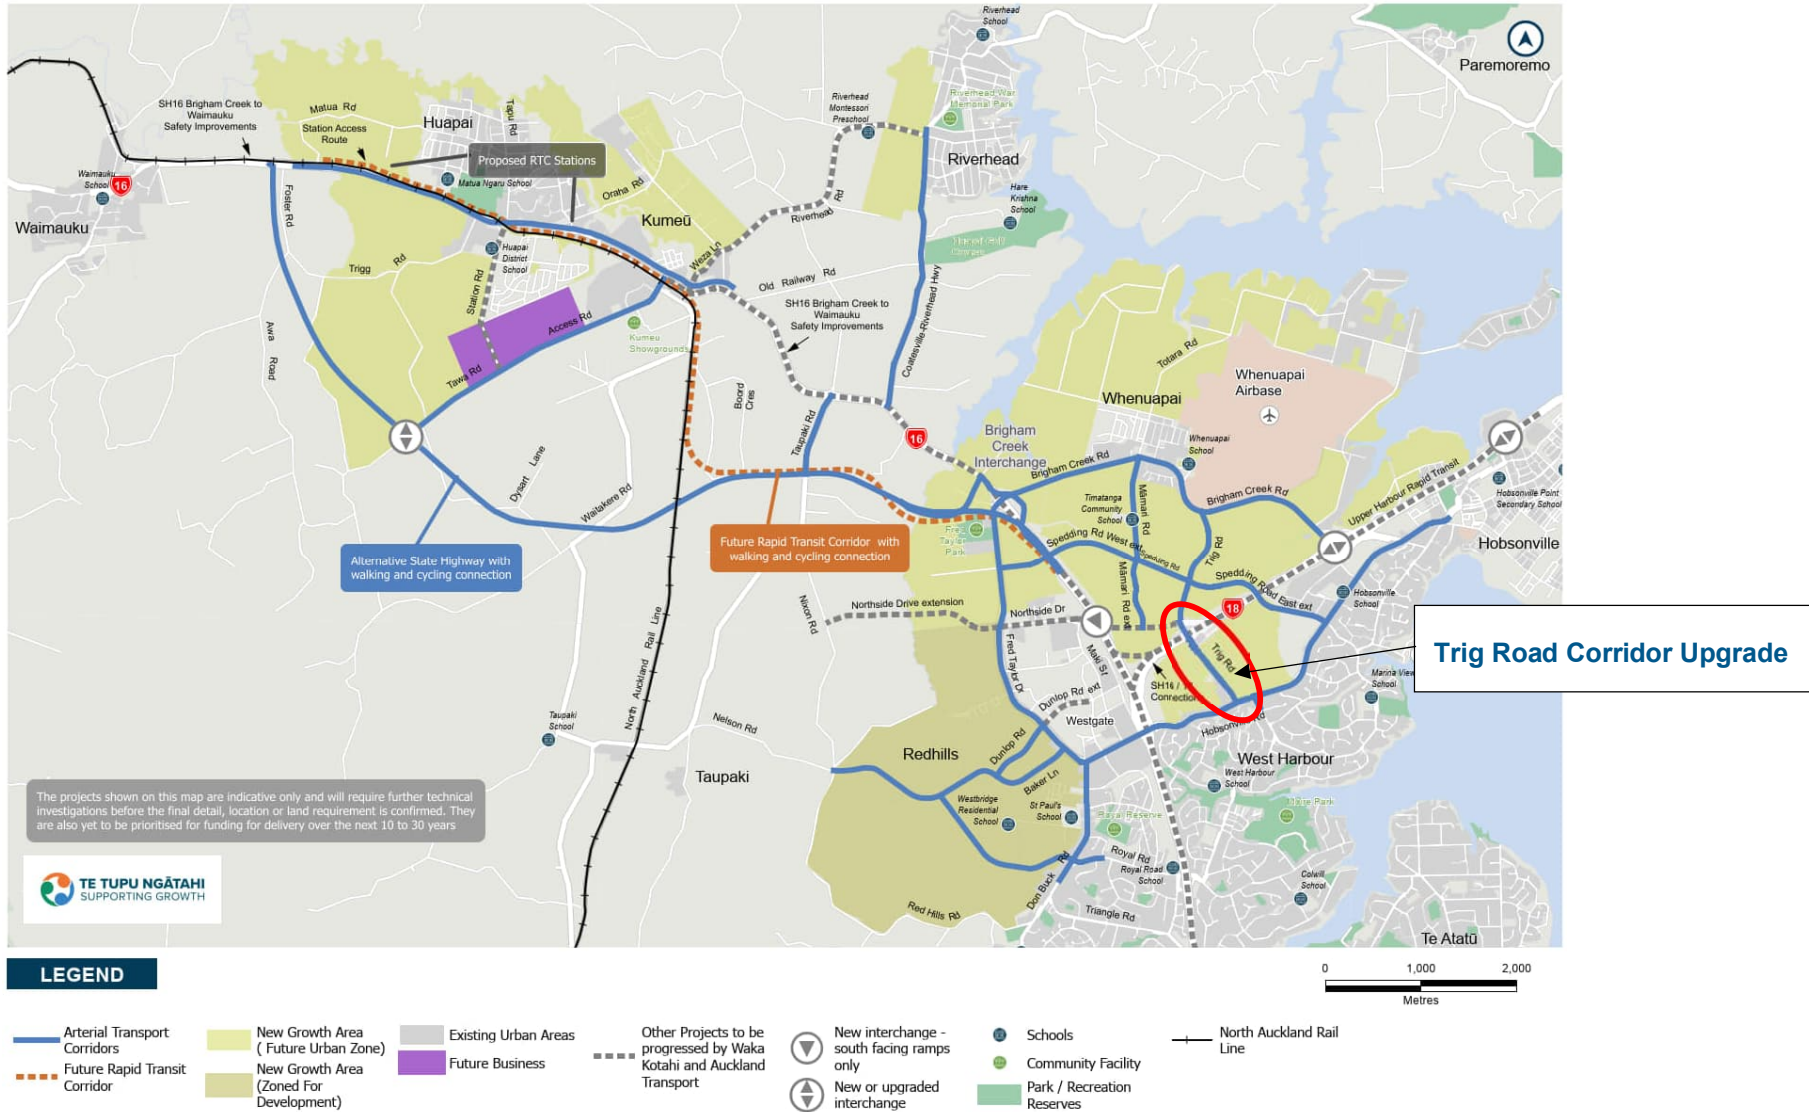 Riverhead
School
Paremoremo
SH16 Brigham Creek to
Waimauku
Safety Improvements
Matua Rd
Station Access
Route
Huapai
Tapu Rd
Riverhead
Montessori
Preschool
Riverhead War
Memorial Park
Proposed RTC Stations
Riverhead
Waimauku
School
16
Matua Ngaru School
Oraha Rd
Hare
Krishna
School
Waimauku
Foster Rd
Kumeū
Riverhead Rd
Huapai
District
School
Weza Ln
Trigg Rd
Station Rd
Old Railway Rd
SH16 Brigham Creek to
Waimauku
Safety Improvements
Coatesville-Riverhead Hwy
Awa Road
Access Rd
Kumeu
Showgrounds
Tawa Rd
Totara Rd
Whenuapai
Airbase
Boord
Cres
Whenuapai
Taupaki Rd
16
Brigham
Creek
Interchange
Whenuapai
School
Brigham Creek Rd
Dysart Lane
Waitakere Rd
Timatanga
Community
School
Māmari Rd
Brigham Creek Rd
Upper Harbour Rapid Transit
Hobsonville Point
Secondary School
Fred
Taylor
Park
Spedding Rd West ext
Spedding Rd
Trig Rd
Hobsonville
Alternative State Highway with
walking and cycling connection
Future Rapid Transit Corridor with
walking and cycling connection
Māmari Rd ext
Spedding Road East ext
Hobsonville
School
Nixon Rd
Northside Drive extension
Northside Dr
18
North Auckland Rail Line
Fred Taylor Dr
Maki St
Trig Rd
Trig Road Corridor Upgrade
SH16 / 18
Connections
Marina View
School
Dunlop Rd ext
Taupaki
School
Nelson Rd
Westgate
Hobsonville Rd
Redhills
Dunlop Rd
West Harbour
Taupaki
Baker Ln
West Harbour
School
The projects shown on this map are indicative only and will require further technical
investigations before the final detail, location or land requirement is confirmed. They
are also yet to be prioritised for funding for delivery over the next 10 to 30 years
Westbridge
Residential
School
St Paul's
School
Royal Reserve
Royal Rd
Royal Road
School
Colwill
School
TE TUPU NGĀTAHI
SUPPORTING GROWTH
Don Buck Rd
Red Hills Rd
Triangle Rd
Te Atatū
LEGEND
0 1,000 2,000
Metres
Arterial Transport
Corridors
Future Rapid Transit
Corridor
New Growth Area
( Future Urban Zone)
New Growth Area
(Zoned For
Development)
Existing Urban Areas
Future Business
Other Projects to be
progressed by Waka
Kotahi and Auckland
Transport
New interchange -
south facing ramps
only
New or upgraded
interchange
Schools
Community Facility
Park / Recreation
Reserves
North Auckland Rail
Line